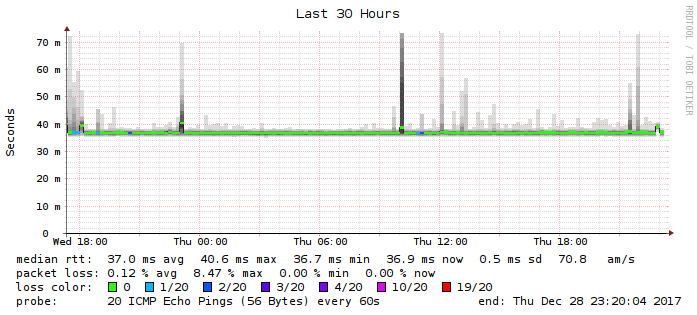 Last 30 Hours
RRDTOOL / TOBI OETIKER
Seconds
70 m
60 m
50 m
40 m
30 m
20 m
10 m
0
Wed 18:00 Thu 00:00 Thu 06:00 Thu 12:00 Thu 18:00
median rtt: 37.0 ms avg 40.6 ms max 36.7 ms min 36.9 ms now 0.5 ms sd 70.8 am/s
packet loss: 0.12 % avg 8.47 % max 0.00 % min 0.00 % now
loss color: 0 1/20 2/20 3/20 4/20 10/20 19/20
probe: 20 ICMP Echo Pings (56 Bytes) every 60s end: Thu Dec 28 23:20:04 2017